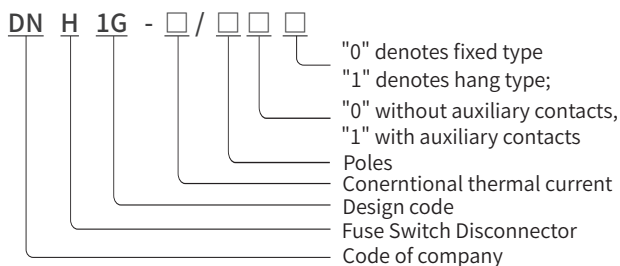 DN H 1G - □ / □ □ □
"0" denotes fixed type
"1" denotes hang type;
"0" without auxiliary contacts,
"1" with auxiliary contacts
Poles
Conerntional thermal current
Design code
Fuse Switch Disconnector
Code of company